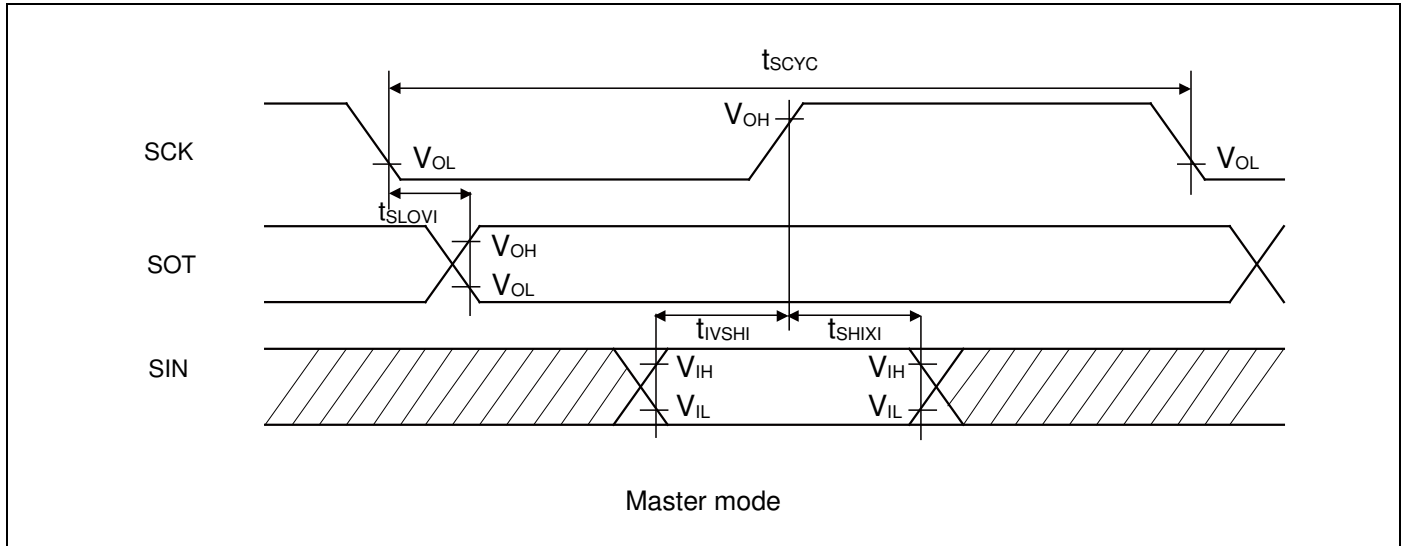 tSCYC
VOH
SCK
VOL
VOL
tSLOVI
VOH
SOT
VOL
tIVSHI
tSHIXI
SIN
VIH
VIH
VIL
VIL
Master mode